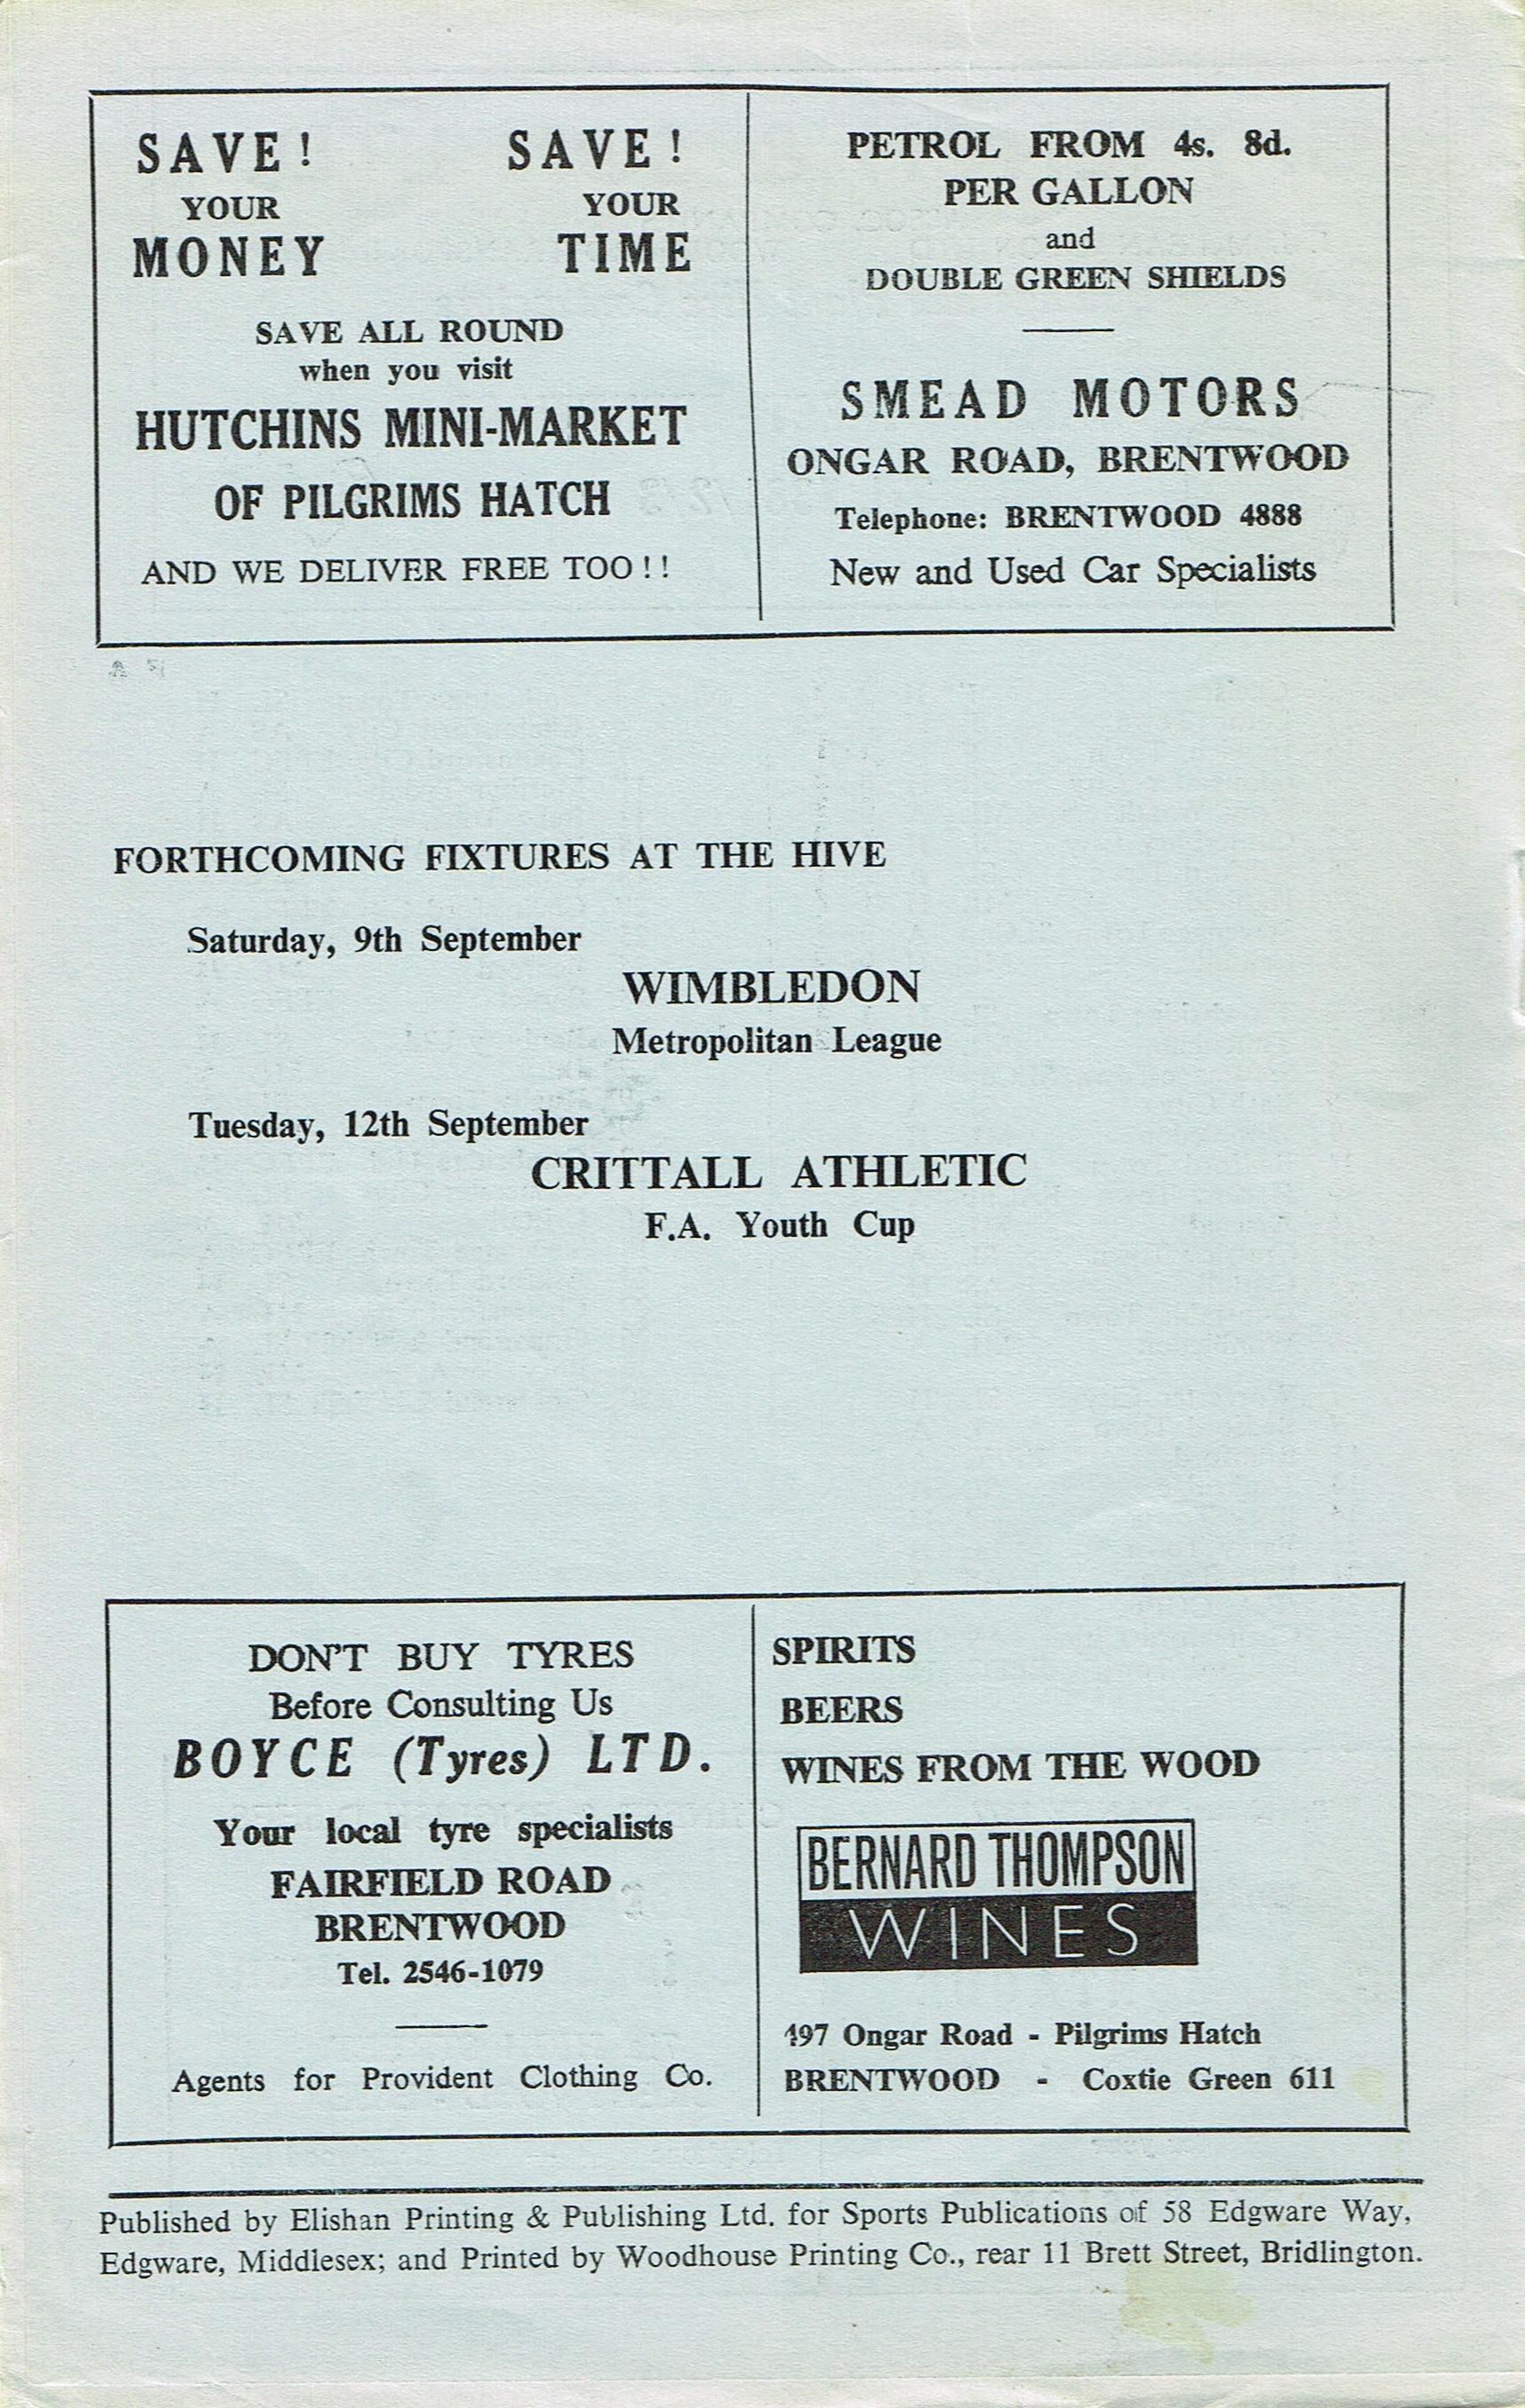 SAVE! SAVE!
YOUR YOUR
MONEY TIME
SAVE ALL ROUND
when you visit
HUTCHINS MINI-MARKET
OF PILGRIMS HATCH
AND WE DELIVER FREE TOO!!
PETROL FROM 4s. 8d.
PER GALLON
and
DOUBLE GREEN SHIELDS
SMEAD MOTORS
ONGAR ROAD, BRENTWOOD
Telephone: BRENTWOOD 4888
New and Used Car Specialists
FORTHCOMING FIXTURES AT THE HIVE
Saturday, 9th September
WIMBLEDON
Metropolitan League
Tuesday, 12th September
CRITTALL ATHLETIC
F.A. Youth Cup
DON'T BUY TYRES
Before Consulting Us
BOYCE (Tyres) LTD.
Your local tyre specialists
FAIRFIELD ROAD
BRENTWOOD
Tel. 2546-1079
Agents for Provident Clothing Co.
SPIRITS
BEERS
WINES FROM THE WOOD
BERNARD THOMPSON
WINES
197 Ongar Road - Pilgrims Hatch
BRENTWOOD - Coxtie Green 611
Published by Elishan Printing & Publishing Ltd. for Sports Publications of 58 Edgware Way,
Edgware, Middlesex; and Printed by Woodhouse Printing Co., rear 11 Brett Street, Bridlington.